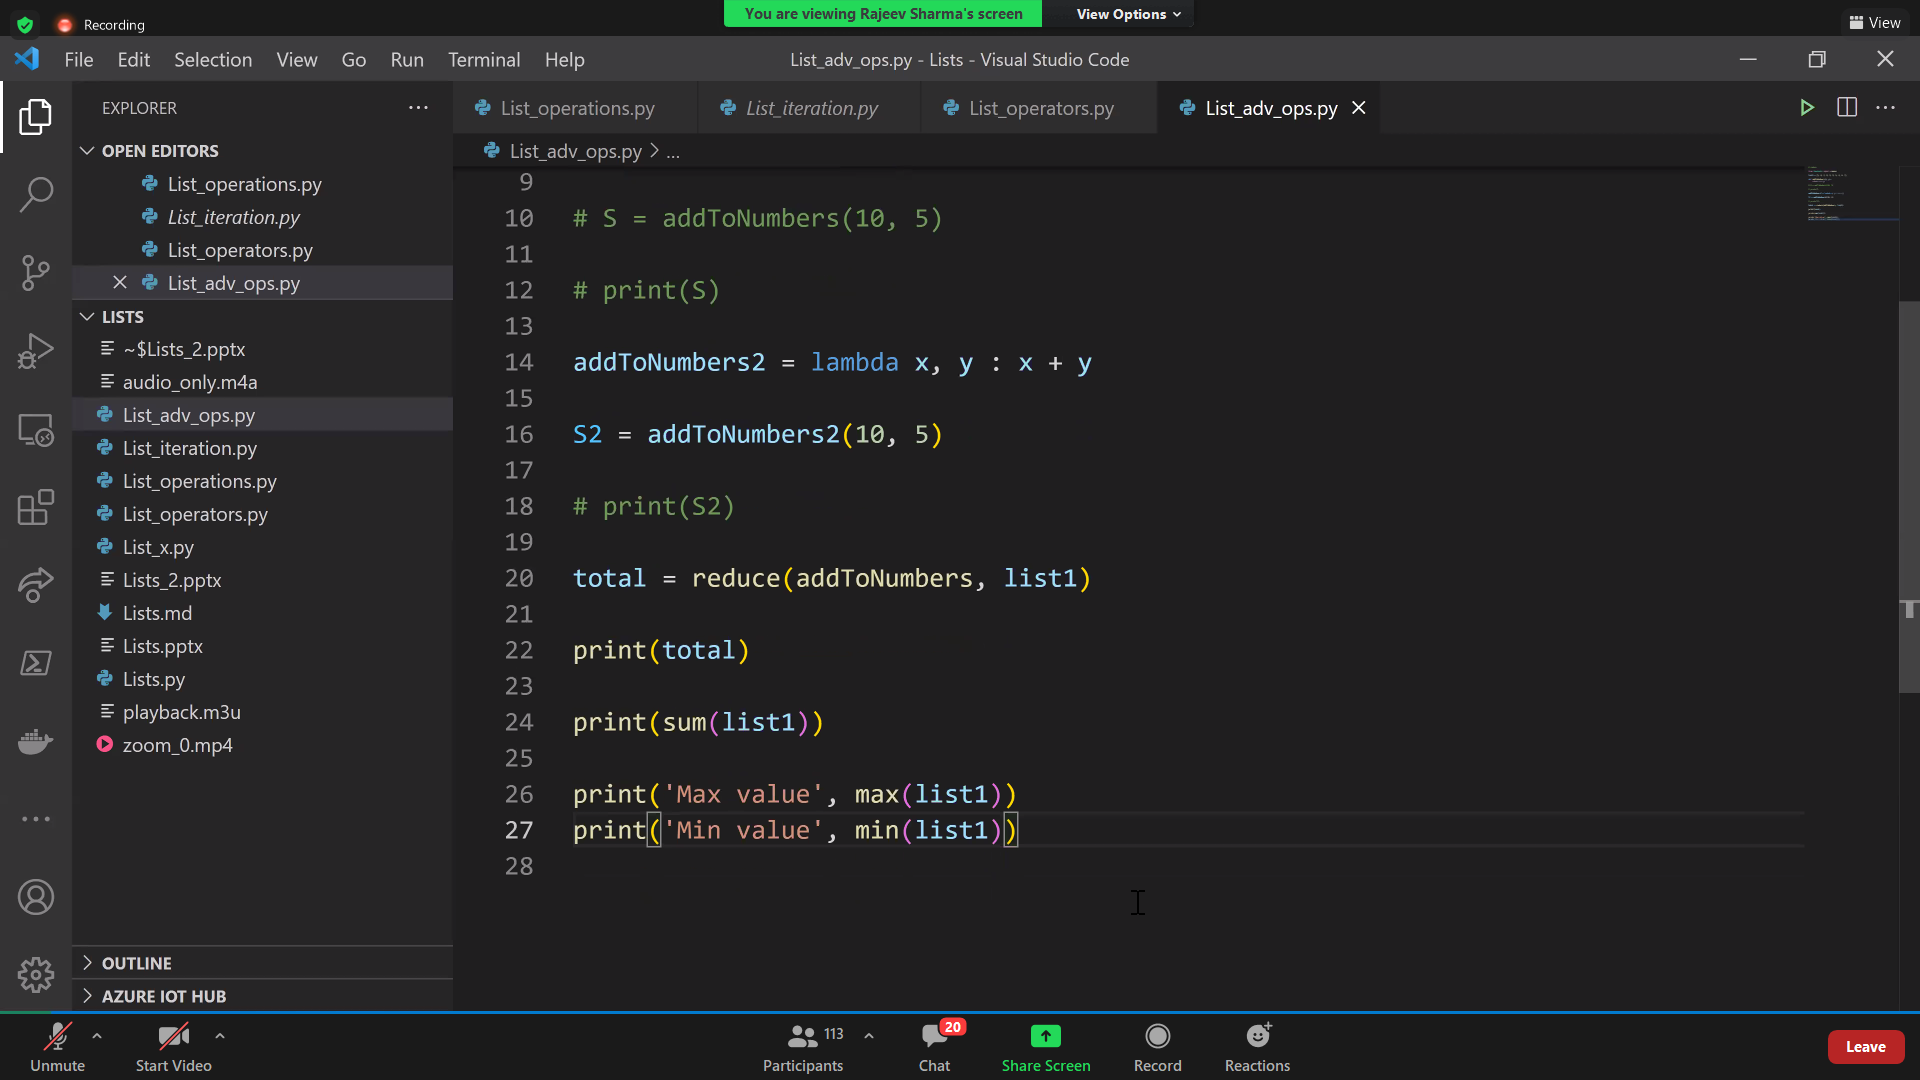 Recording
You are viewing Rajeev Sharma's screen
View Options
View
File Edit Selection View Go Run Terminal Help
List_adv_ops.py - Lists - Visual Studio Code
EXPLORER
List_operations.py
List_iteration.py
List_operators.py
List_adv_ops.py
OPEN EDITORS
List_operations.py
List_iteration.py
List_operators.py
List_adv_ops.py
LISTS
~$Lists_2.pptx
audio_only.m4a
List_adv_ops.py
List_iteration.py
List_operations.py
List_operators.py
List_x.py
Lists_2.pptx
Lists.md
Lists.pptx
Lists.py
playback.m3u
zoom_0.mp4
OUTLINE
AZURE IOT HUB
List_adv_ops.py > ...
9
10 # S = addToNumbers(10, 5)
11
12 # print(S)
13
14 addToNumbers2 = lambda x, y : x + y
15
16 S2 = addToNumbers2(10, 5)
17
18 # print(S2)
19
20 total = reduce(addToNumbers, list1)
21
22 print(total)
23
24 print(sum(list1))
25
26 print('Max value', max(list1))
27 print('Min value', min(list1))
28
Unmute
Start Video
113
Participants
20
Chat
Share Screen
Record
Reactions
Leave